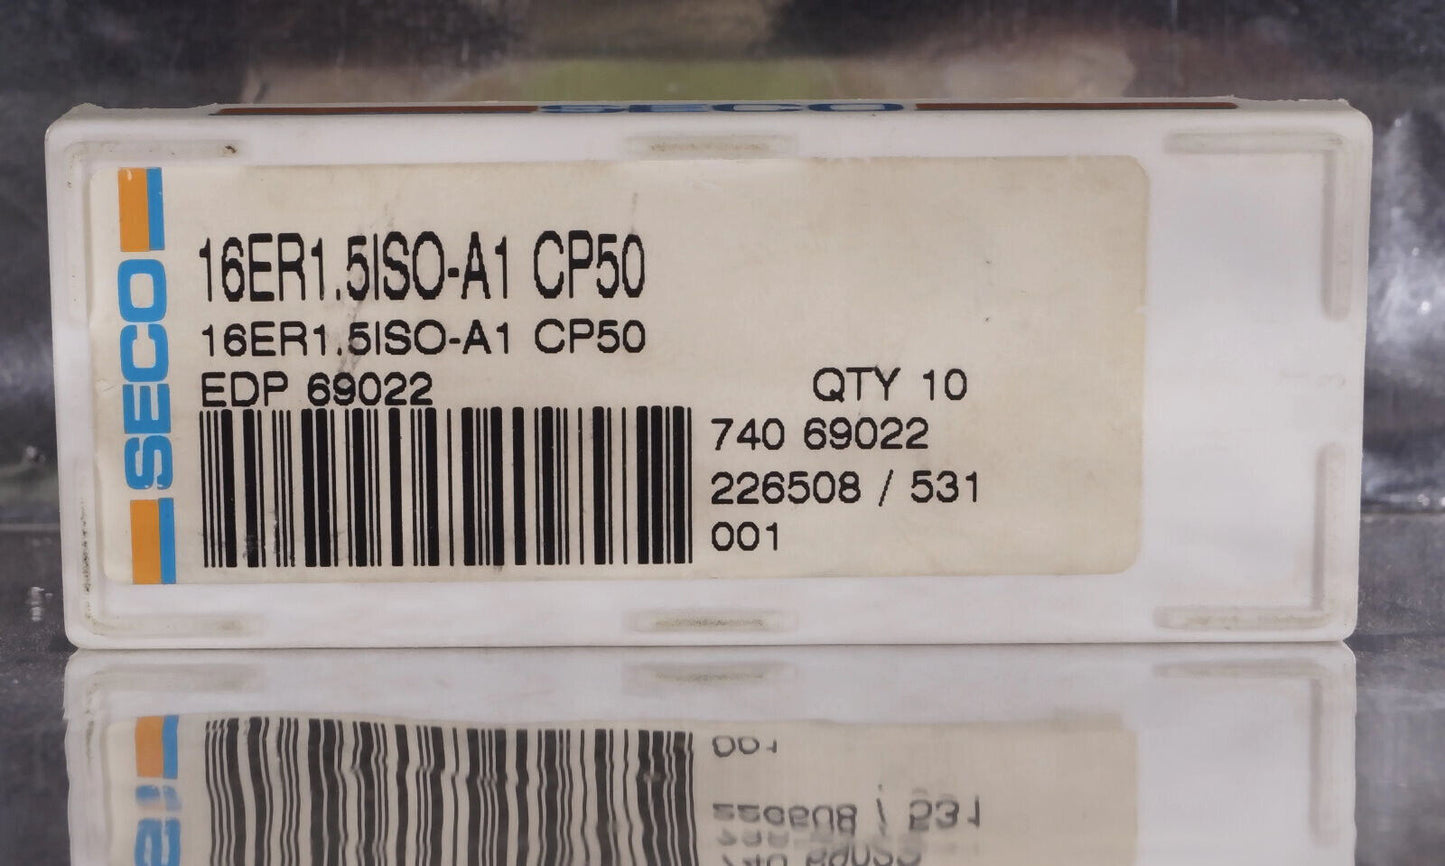 SECO
SECO
16ER1.5ISO-A1 CP50
16ER1.5ISO-A1 CP50
EDP 69022
QTY 10
740 69022
226508 / 531
001